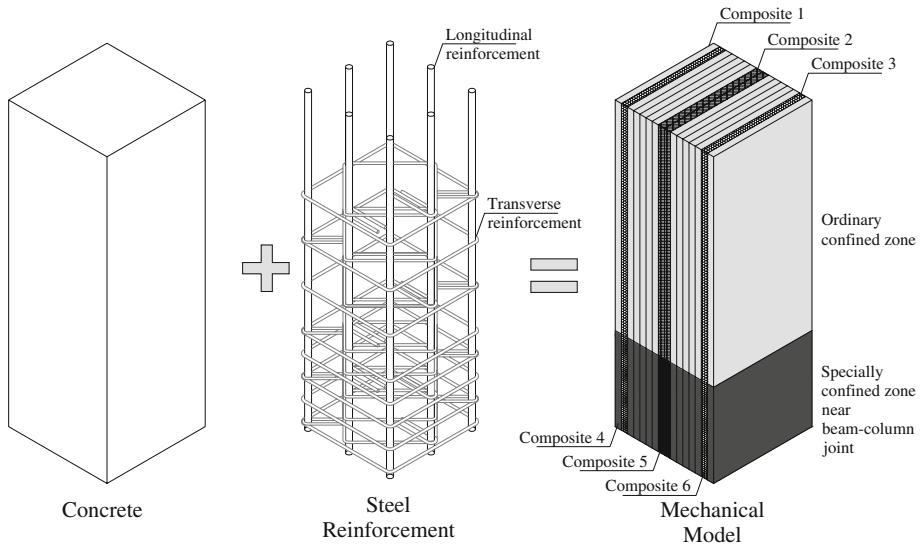 Longitudinal
reinforcement
Transverse
reinforcement
Composite 1
Composite 2
Composite 3
Ordinary
confined zone
Specially
confined zone
near
beam-column
joint
Composite 4
Composite 5
Composite 6
Concrete
Steel
Reinforcement
Mechanical
Model